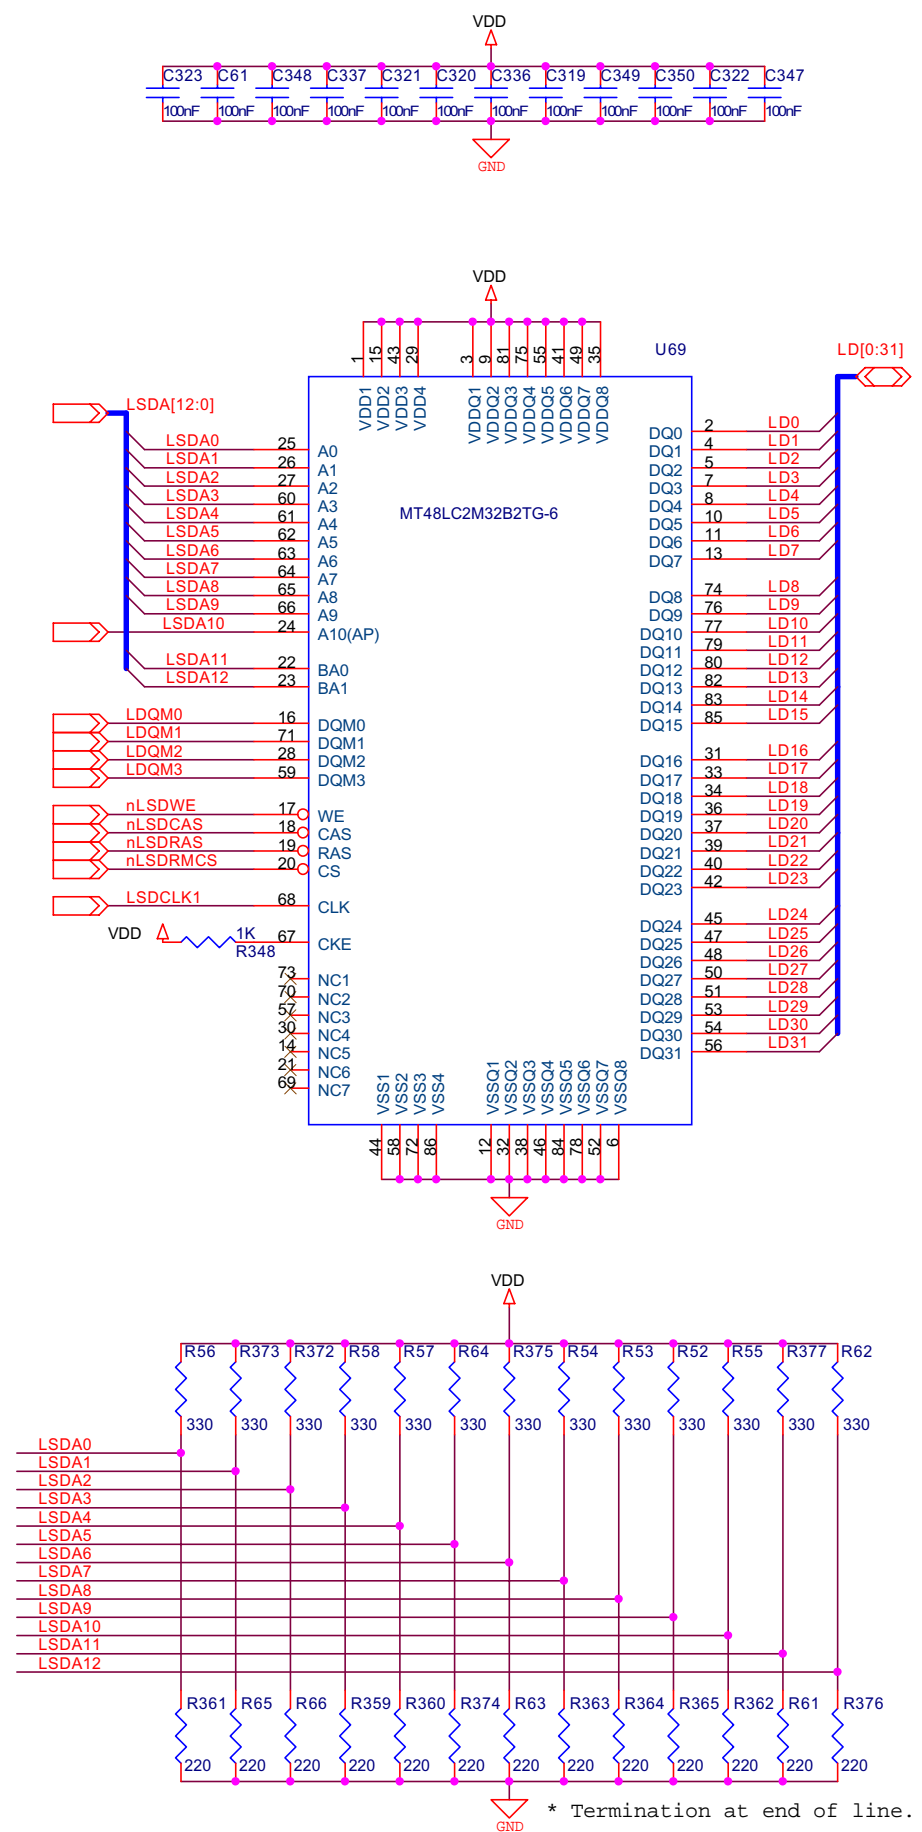 VDD
C323 C61 C348 C337 C321 C320 C336 C319 C349 C350 C322 C347
100nF 100nF 100nF 100nF 100nF 100nF 100nF 100nF 100nF 100nF 100nF 100nF
GND
VDD
U69 LD[0:31]
1 15 43 29 3 9 81 75 55 41 49 35
VDD1 VDD2 VDD3 VDD4 VDDQ1 VDDQ2 VDDQ3 VDDQ4 VDDQ5 VDDQ6 VDDQ7 VDDQ8
LSDA[12:0]
MT48LC2M32B2TG-6
LSDA0 25 A0
LSDA1 26 A1
LSDA2 27 A2
LSDA3 60 A3
LSDA4 61 A4
LSDA5 62 A5
LSDA6 63 A6
LSDA7 64 A7
LSDA8 65 A8
LSDA9 66 A9
LSDA10 24 A10(AP)
LSDA11 22 BA0
LSDA12 23 BA1
LDQM0 16 DQM0
LDQM1 71 DQM1
LDQM2 28 DQM2
LDQM3 59 DQM3
nLSDWE 17 WE
nLSDCAS 18 CAS
nLSDRAS 19 RAS
nLSDRMCS 20 CS
LSDCLK1 68 CLK
VDD 1K R348 67 CKE
73 NC1
70 NC2
57 NC3
30 NC4
14 NC5
21 NC6
69 NC7
DQ0 2 LD0
DQ1 4 LD1
DQ2 5 LD2
DQ3 7 LD3
DQ4 8 LD4
DQ5 10 LD5
DQ6 11 LD6
DQ7 13 LD7
DQ8 74 LD8
DQ9 76 LD9
DQ10 77 LD10
DQ11 79 LD11
DQ12 80 LD12
DQ13 82 LD13
DQ14 83 LD14
DQ15 85 LD15
DQ16 31 LD16
DQ17 33 LD17
DQ18 34 LD18
DQ19 36 LD19
DQ20 37 LD20
DQ21 39 LD21
DQ22 40 LD22
DQ23 42 LD23
DQ24 45 LD24
DQ25 47 LD25
DQ26 48 LD26
DQ27 50 LD27
DQ28 51 LD28
DQ29 53 LD29
DQ30 54 LD30
DQ31 56 LD31
VSS1 VSS2 VSS3 VSS4 VSSQ1 VSSQ2 VSSQ3 VSSQ4 VSSQ5 VSSQ6 VSSQ7 VSSQ8
44 58 72 86 12 32 38 46 84 78 52 6
GND
VDD
R56 R373 R372 R58 R57 R64 R375 R54 R53 R52 R55 R377 R62
330 330 330 330 330 330 330 330 330 330 330 330 330
LSDA0
LSDA1
LSDA2
LSDA3
LSDA4
LSDA5
LSDA6
LSDA7
LSDA8
LSDA9
LSDA10
LSDA11
LSDA12
R361 R65 R66 R359 R360 R374 R63 R363 R364 R365 R362 R61 R376
220 220 220 220 220 220 220 220 220 220 220 220 220
GND
* Termination at end of line.